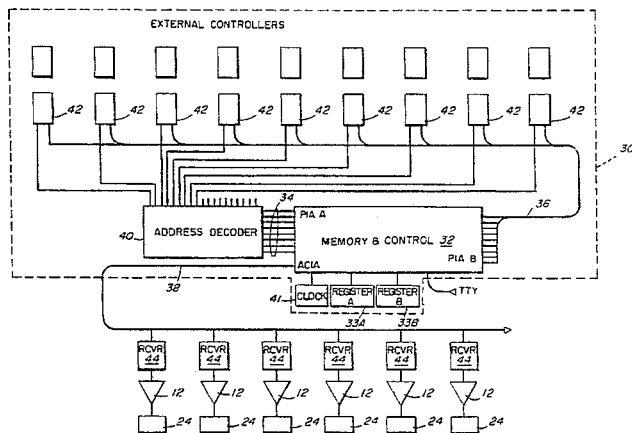 EXTERNAL CONTROLLERS
42 42 42 42 42 42 42 42 42
30
34 36
PIA A
40 ADDRESS DECODER MEMORY & CONTROL 32
PIA B
38 ACIA
41 CLOCK REGISTER A REGISTER B TTY
33A 33B
RCVR 44 RCVR 44 RCVR 44 RCVR 44 RCVR 44 RCVR 44
12 12 12 12 12 12
24 24 24 24 24 24